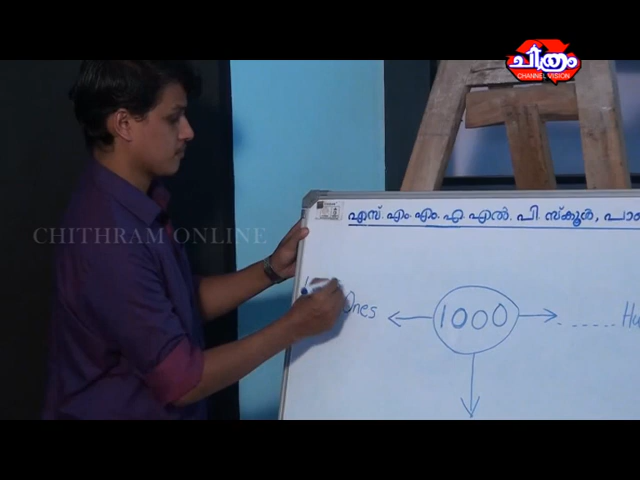 ചിത്രം
CHANNEL VISION
എസ്. എം. എം. എ. എൽ. പി. സ്കൂൾ,
CHITHRAM ONLINE
Ones
1000
------